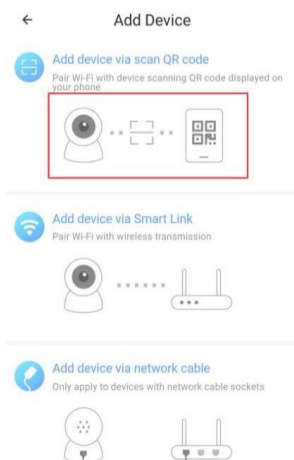 Add Device
Add device via scan QR code
Pair Wi-Fi with device scanning QR code displayed on
your phone
Add device via Smart Link
Pair Wi-Fi with wireless transmission
Add device via network cable
Only apply to devices with network cable sockets